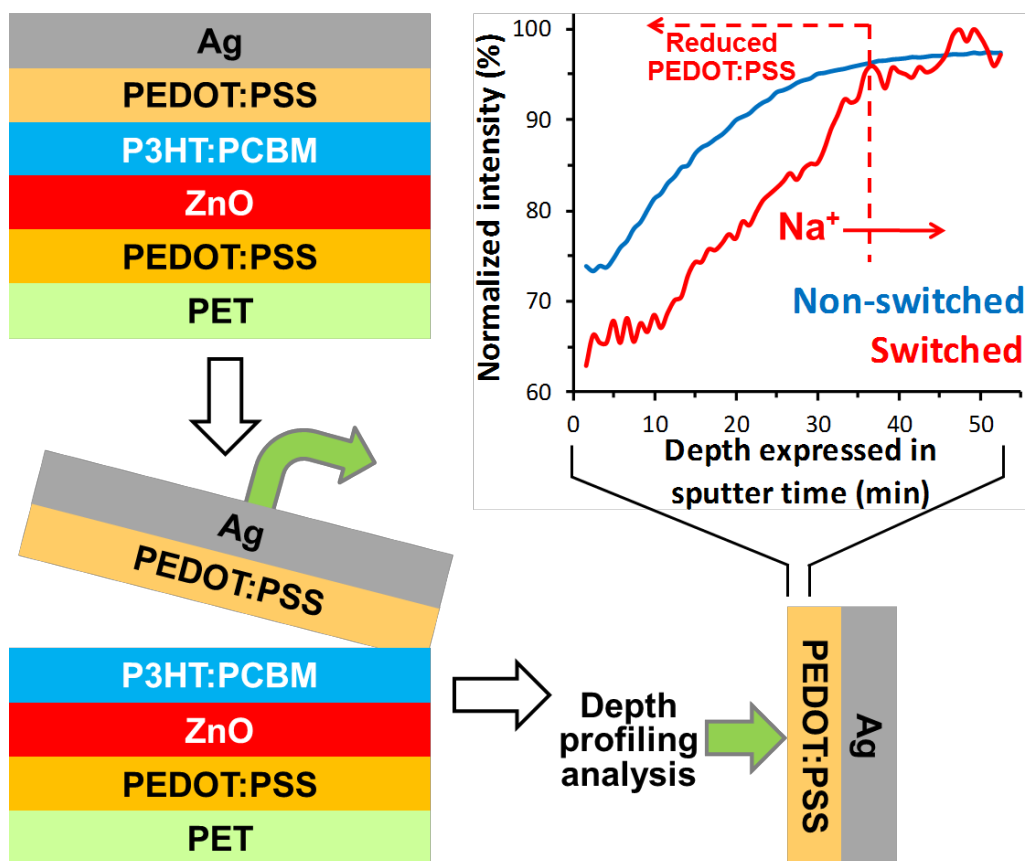 Ag
PEDOT:PSS
P3HT:PCBM
ZnO
PEDOT:PSS
PET
Normalized intensity (%)
100
90
80
70
60
Reduced
PEDOT:PSS
Na⁺
Non-switched
Switched
0 10 20 30 40 50
Depth expressed in
sputter time (min)
Ag
PEDOT:PSS
P3HT:PCBM
ZnO
PEDOT:PSS
PET
Depth
profiling
analysis
PEDOT:PSS
Ag